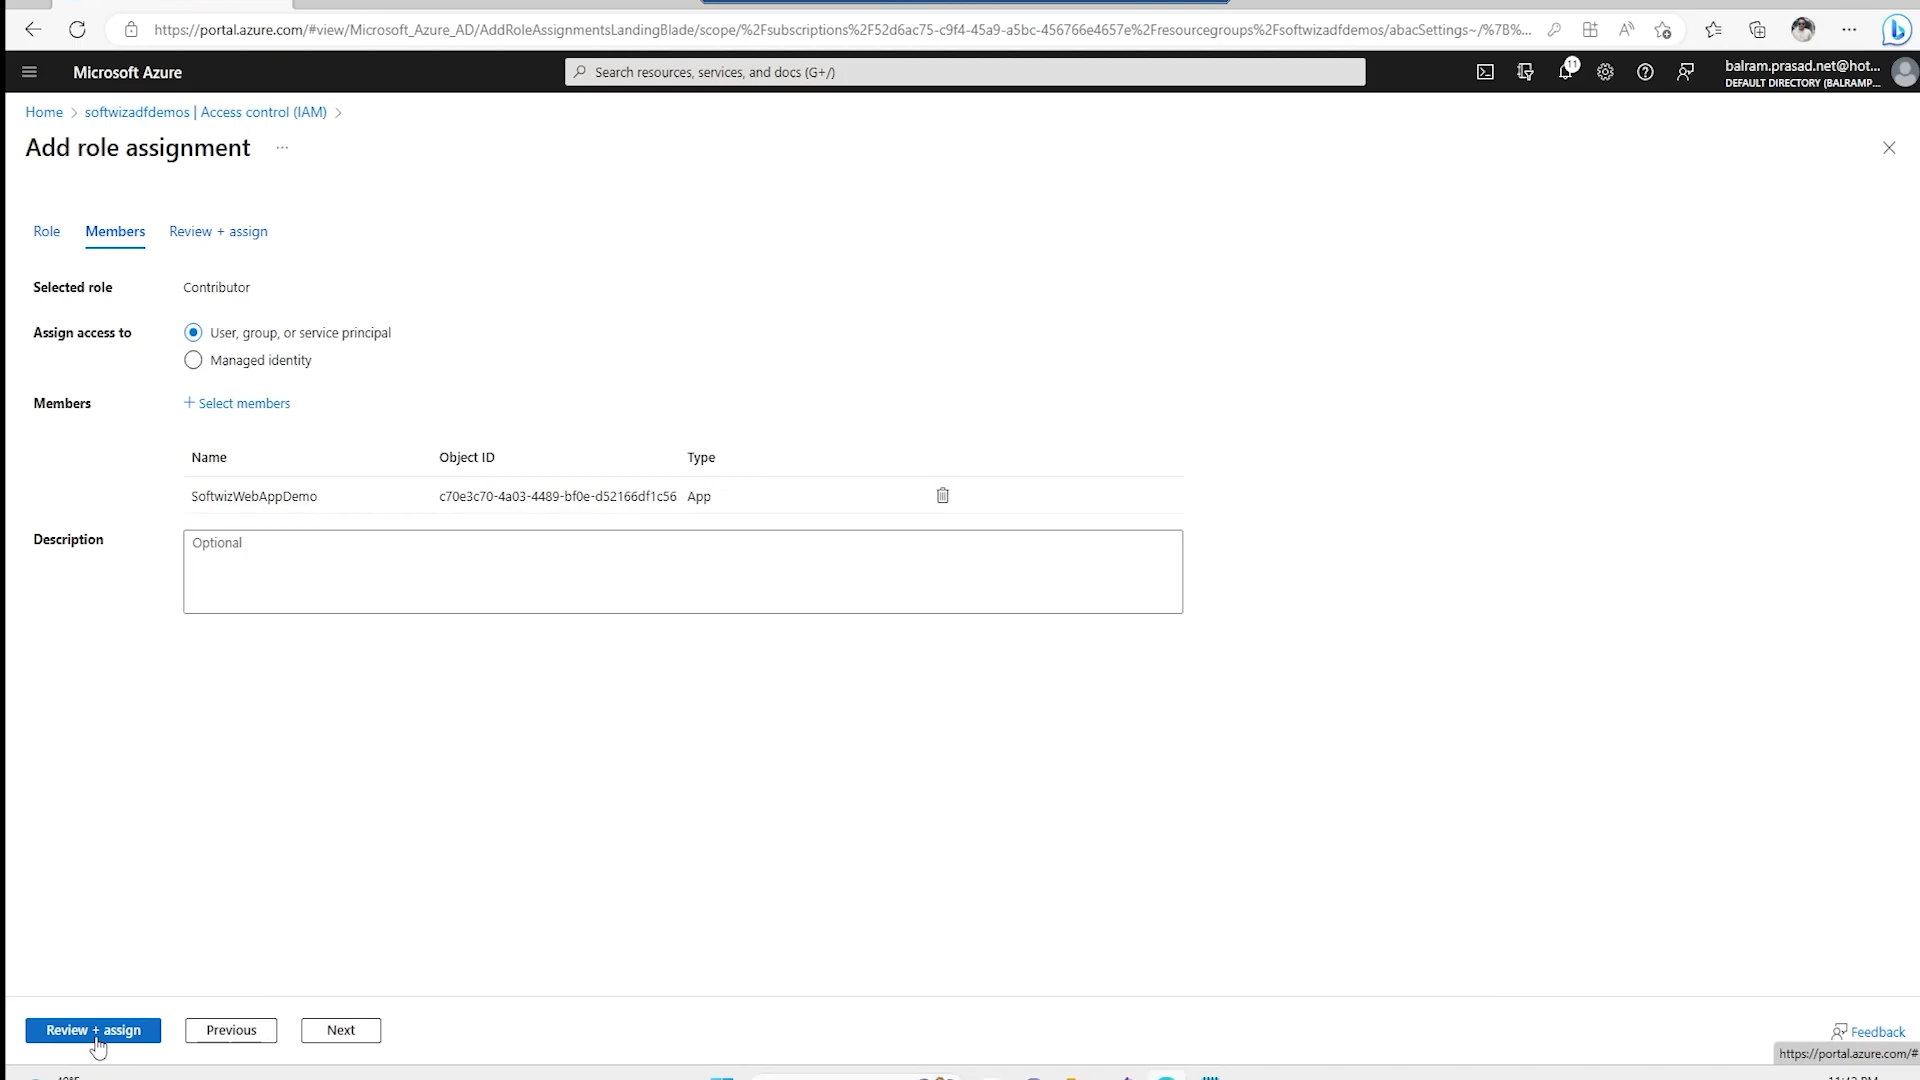 https://portal.azure.com/#view/Microsoft_Azure_AD/AddRoleAssignmentsLandingBlade/scope/%2Fsubscriptions%2F52d6ac75-c9f4-45a9-a5bc-456766e4657e%2Fresourcegroups%2Fsoftwizadfdemos/abacSettings~/%7B%...
Microsoft Azure
Search resources, services, and docs (G+/)
11
balram.prasad.net@hot...
DEFAULT DIRECTORY (BALRAMP...
Home > softwizadfdemos | Access control (IAM) >
Add role assignment ...
Role Members Review + assign
Selected role Contributor
Assign access to User, group, or service principal
Managed identity
Members + Select members
Name Object ID Type
SoftwizWebAppDemo c70e3c70-4a03-4489-bf0e-d52166df1c56 App
Description Optional
Review + assign Previous Next
Feedback
https://portal.azure.com/#